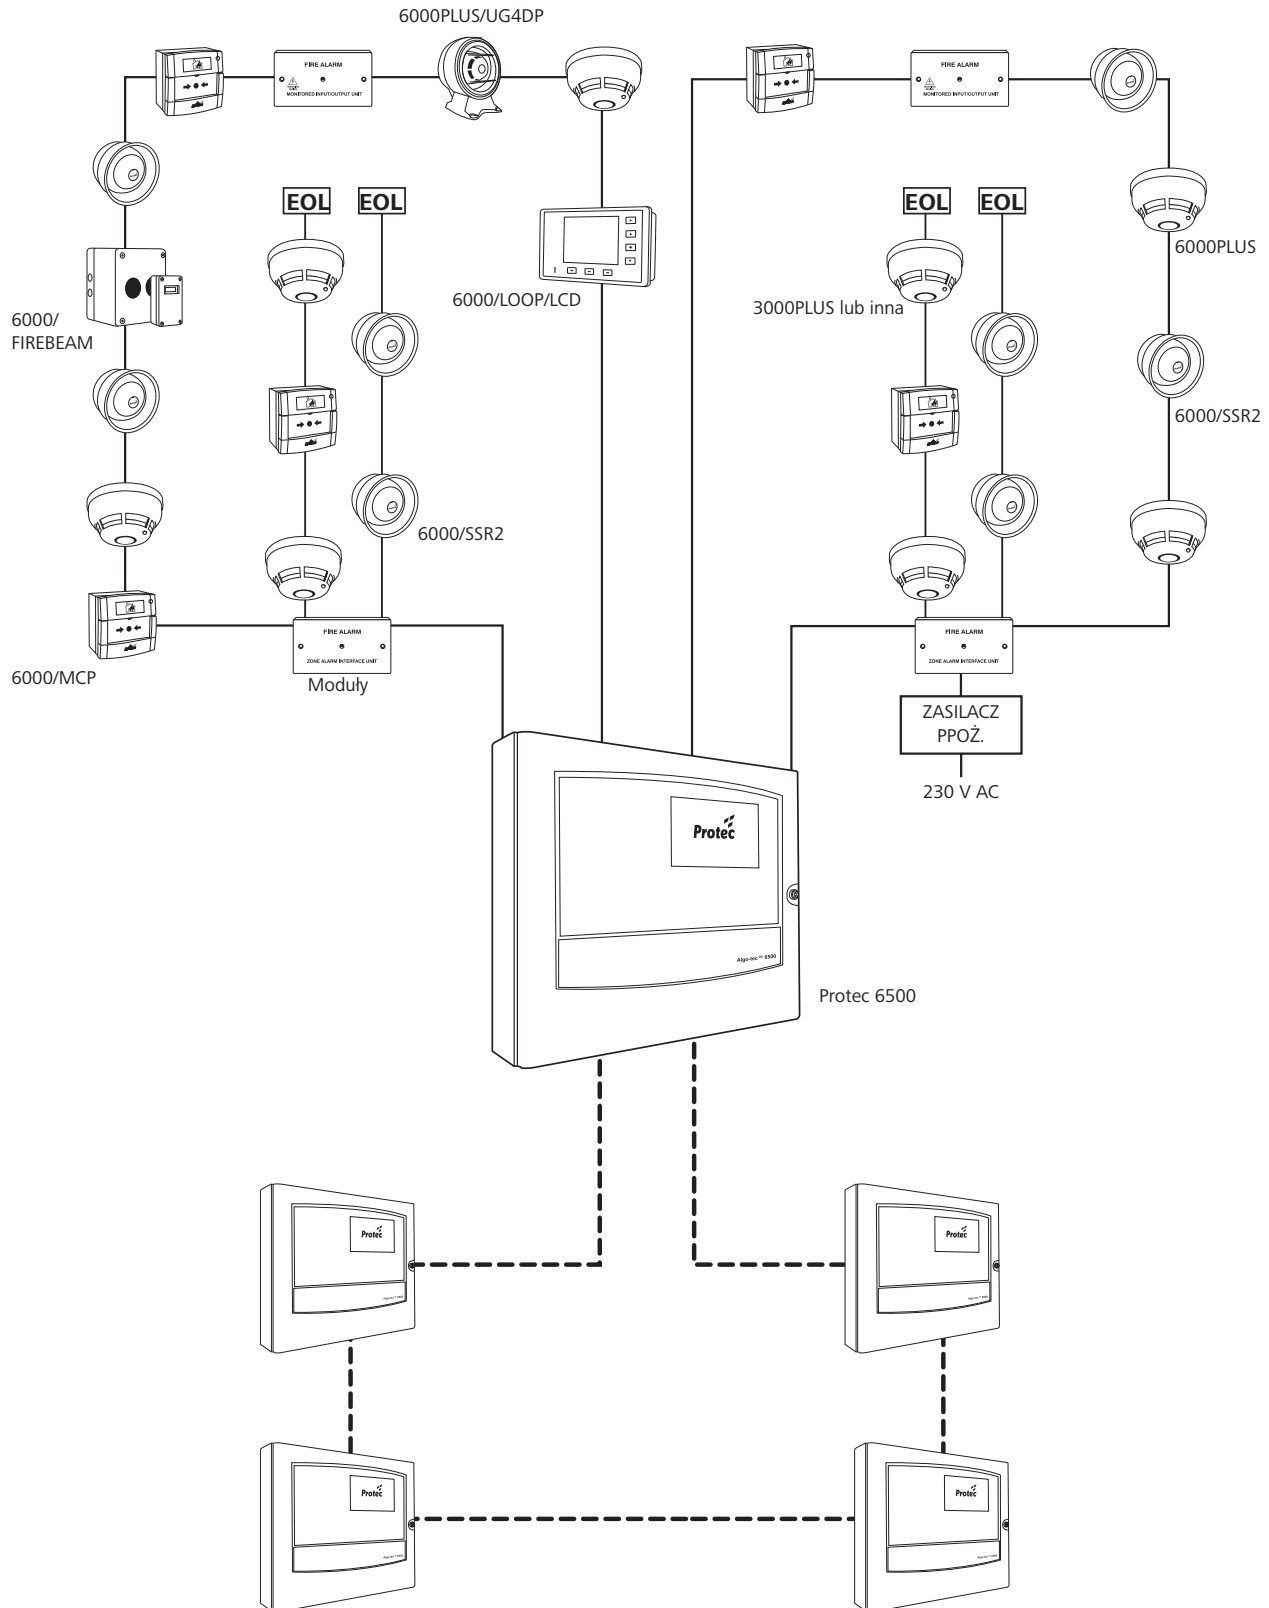 6000PLUS/UG4DP
FIRE ALARM
MONITORED INPUT/OUTPUT UNIT
FIRE ALARM
MONITORED INPUT/OUTPUT UNIT
EOL
EOL
EOL
EOL
6000PLUS
6000/LOOP/LCD
3000PLUS lub inna
6000/
FIREBEAM
6000/SSR2
6000/SSR2
FIRE ALARM
ZONE ALARM INTERFACE UNIT
FIRE ALARM
ZONE ALARM INTERFACE UNIT
6000/MCP
Moduły
ZASILACZ
PPOŻ.
230 V AC
Protec
Algo-tec™ 6500
Protec 6500
Protec
Protec
Protec
Protec